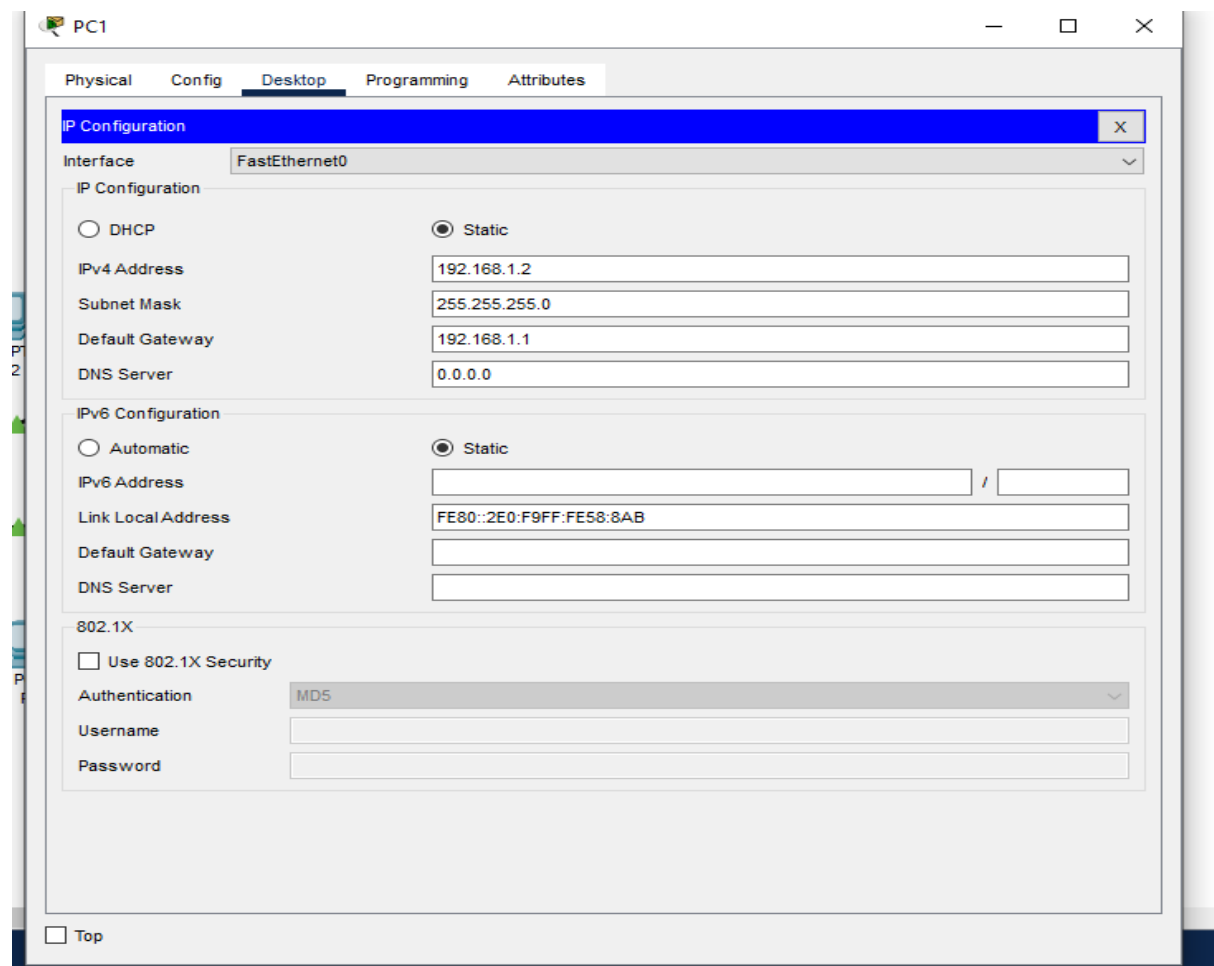 PC1
Physical Config Desktop Programming Attributes
IP Configuration X
Interface FastEthernet0
IP Configuration
DHCP Static
IPv4 Address 192.168.1.2
Subnet Mask 255.255.255.0
Default Gateway 192.168.1.1
DNS Server 0.0.0.0
IPv6 Configuration
Automatic Static
IPv6 Address /
Link Local Address FE80::2E0:F9FF:FE58:8AB
Default Gateway
DNS Server
802.1X
Use 802.1X Security
Authentication MD5
Username
Password
Top